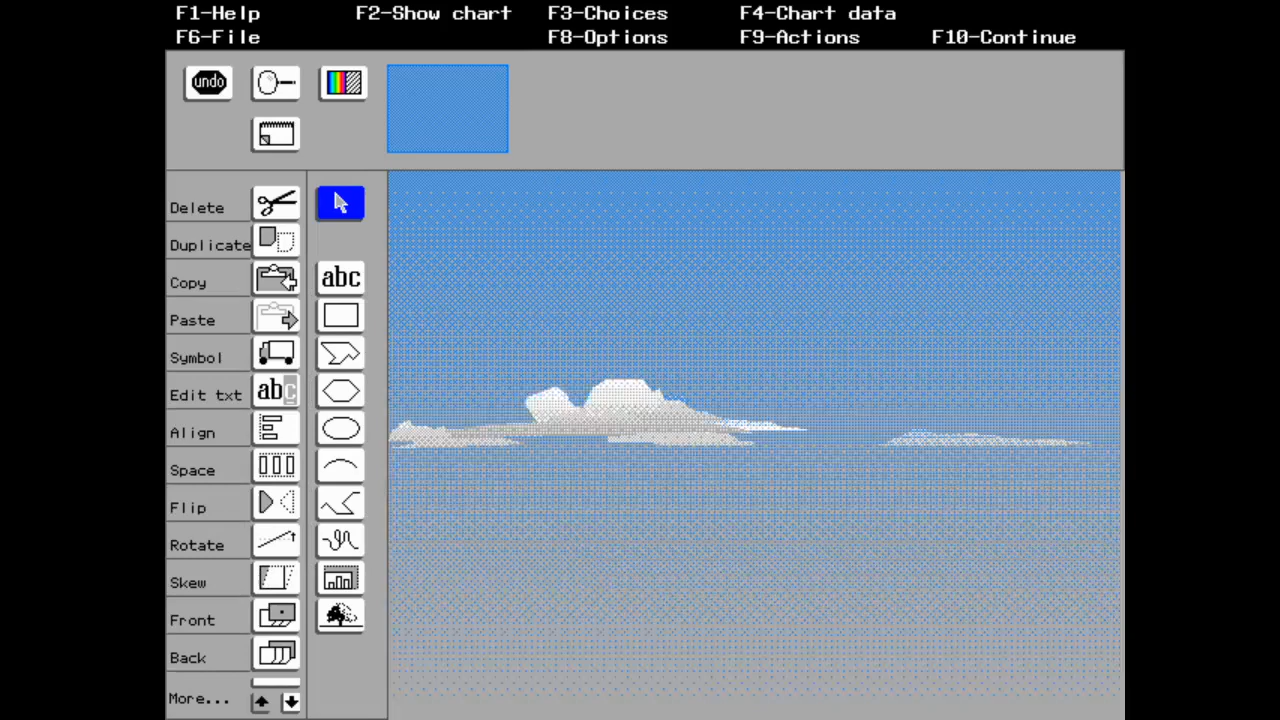 F1-Help F2-Show chart F3-Choices F4-Chart data
F6-File F8-Options F9-Actions F10-Continue
undo
Delete
Duplicate
Copy abc
Paste
Symbol
Edit txt abc
Align
Space
Flip
Rotate
Skew
Front
Back
More...